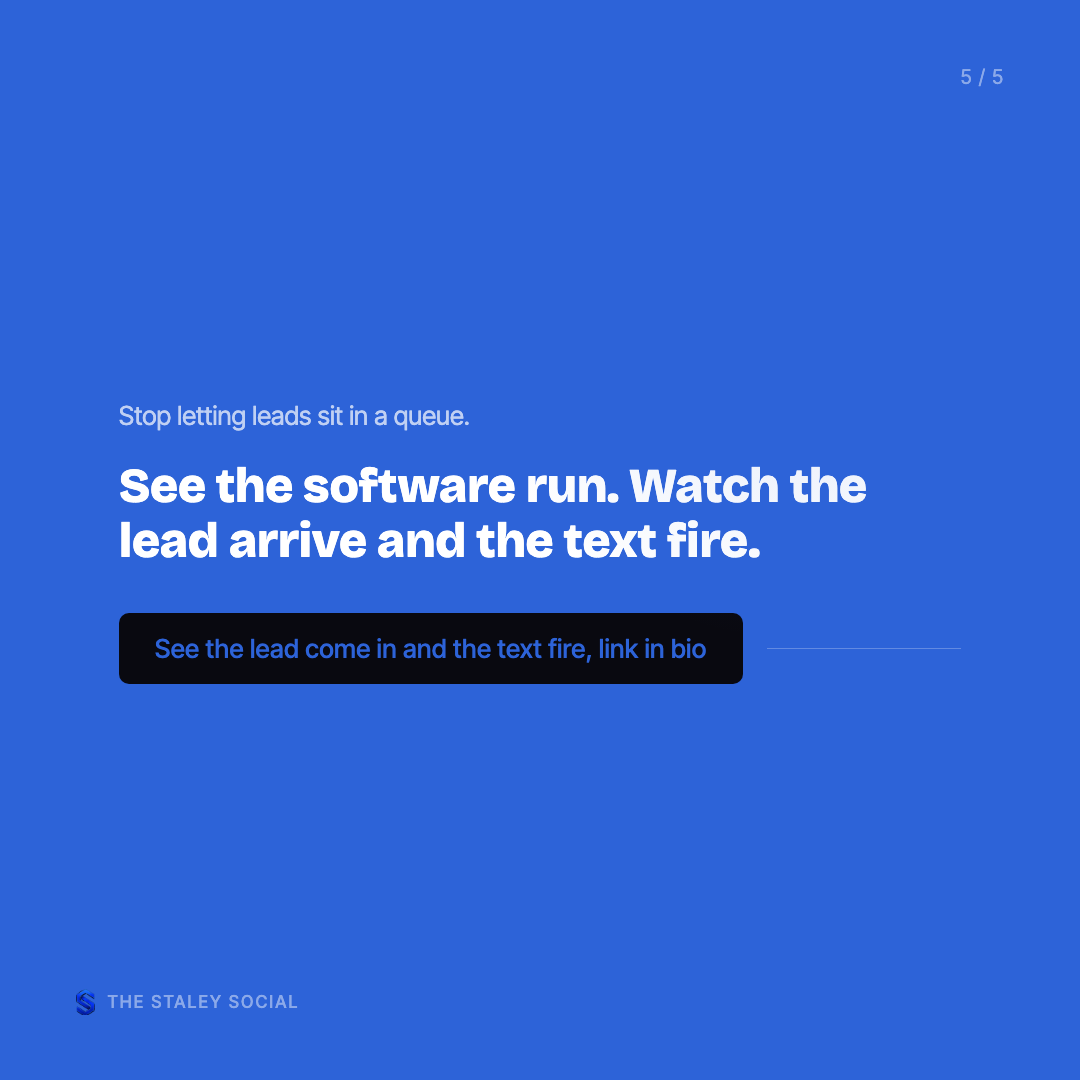 5 / 5
Stop letting leads sit in a queue.
See the software run. Watch the
lead arrive and the text fire.
See the lead come in and the text fire, link in bio
THE STALEY SOCIAL